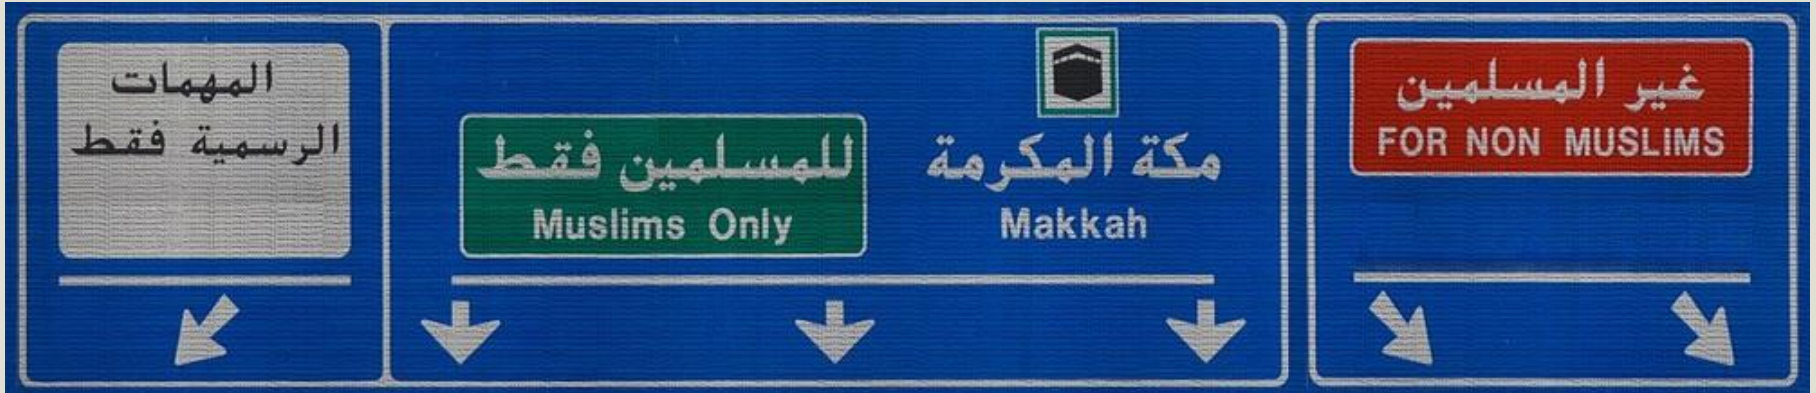 المهمات
الرسمية فقط
للمسلمين فقط
Muslims Only
مكة المكرمة
Makkah
غير المسلمين
FOR NON MUSLIMS